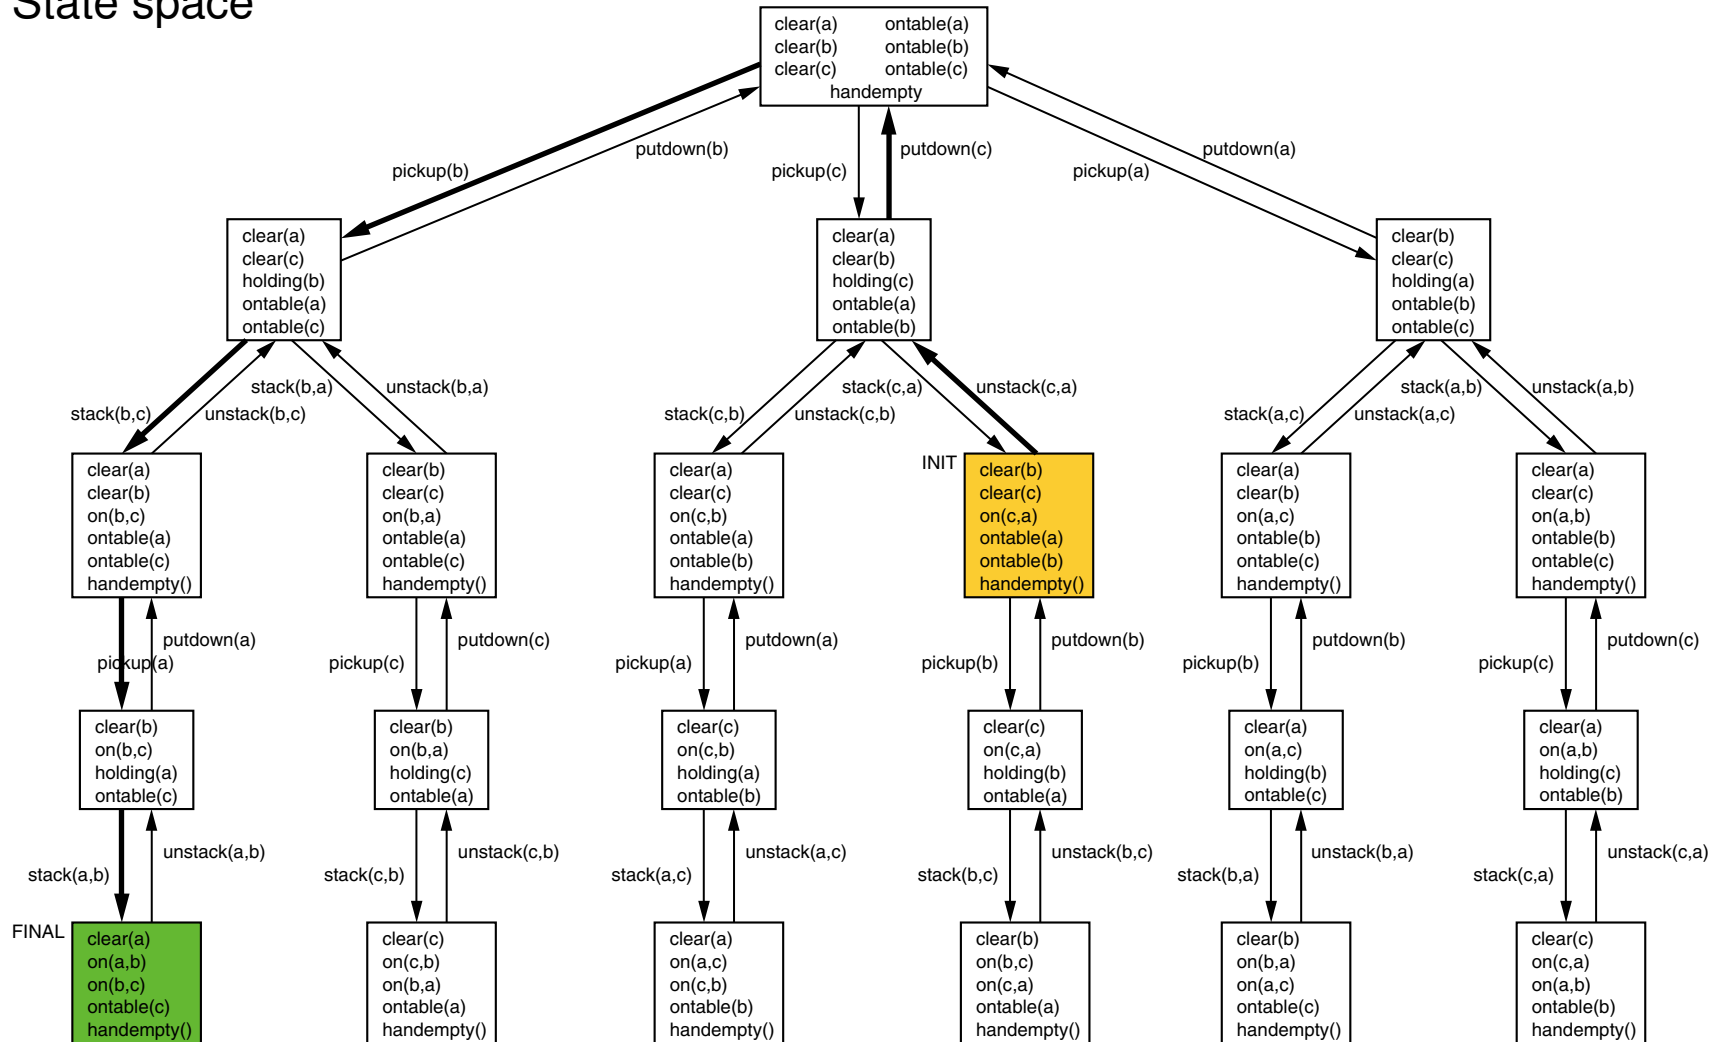 State space
clear(a) ontable(a)
clear(b) ontable(b)
clear(c) ontable(c)
handempty
pickup(b)
putdown(b)
pickup(c)
putdown(c)
pickup(a)
putdown(a)
clear(a)
clear(c)
holding(b)
ontable(a)
ontable(c)
clear(a)
clear(b)
holding(c)
ontable(a)
ontable(b)
clear(b)
clear(c)
holding(a)
ontable(b)
ontable(c)
stack(b,c)
unstack(b,c)
stack(b,a)
unstack(b,a)
stack(c,b)
unstack(c,b)
stack(c,a)
unstack(c,a)
stack(a,c)
unstack(a,c)
stack(a,b)
unstack(a,b)
clear(a)
clear(b)
on(b,c)
ontable(a)
ontable(c)
handempty()
clear(b)
clear(c)
on(b,a)
ontable(a)
ontable(c)
handempty()
clear(a)
clear(c)
on(c,b)
ontable(a)
ontable(b)
handempty()
INIT
clear(b)
clear(c)
on(c,a)
ontable(a)
ontable(b)
handempty()
clear(a)
clear(b)
on(a,c)
ontable(b)
ontable(c)
handempty()
clear(a)
clear(c)
on(a,b)
ontable(b)
ontable(c)
handempty()
pickup(a)
putdown(a)
pickup(c)
putdown(c)
pickup(a)
putdown(a)
pickup(b)
putdown(b)
pickup(b)
putdown(b)
pickup(c)
putdown(c)
clear(b)
on(b,c)
holding(a)
ontable(c)
clear(b)
on(b,a)
holding(c)
ontable(a)
clear(c)
on(c,b)
holding(a)
ontable(b)
clear(c)
on(c,a)
holding(b)
ontable(a)
clear(a)
on(a,c)
holding(b)
ontable(c)
clear(a)
on(a,b)
holding(c)
ontable(b)
stack(a,b)
unstack(a,b)
stack(c,b)
unstack(c,b)
stack(a,c)
unstack(a,c)
stack(b,c)
unstack(b,c)
stack(b,a)
unstack(b,a)
stack(c,a)
unstack(c,a)
FINAL
clear(a)
on(a,b)
on(b,c)
ontable(c)
handempty()
clear(c)
on(c,b)
on(b,a)
ontable(a)
handempty()
clear(a)
on(a,c)
on(c,b)
ontable(b)
handempty()
clear(b)
on(b,c)
on(c,a)
ontable(a)
handempty()
clear(b)
on(b,a)
on(a,c)
ontable(c)
handempty()
clear(c)
on(c,a)
on(a,b)
ontable(b)
handempty()